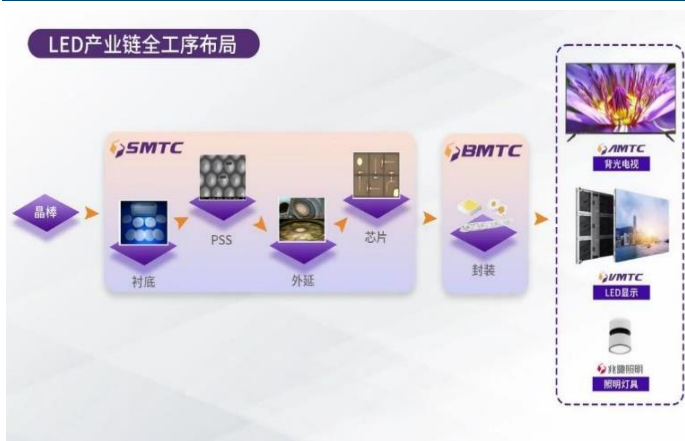 LED产业链全工序布局
SMTC
BMTC
晶棒
衬底
PSS
外延
芯片
封装
AMTC
背光电视
VMTC
LED显示
兆驰照明
照明灯具